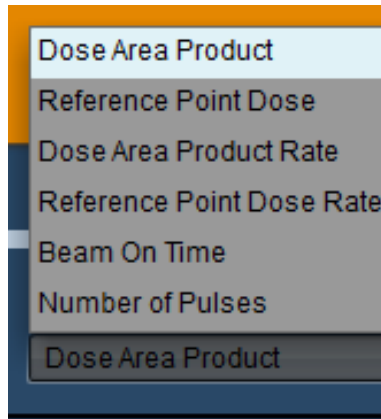 Dose Area Product
Reference Point Dose
Dose Area Product Rate
Reference Point Dose Rate
Beam On Time
Number of Pulses
Dose Area Product